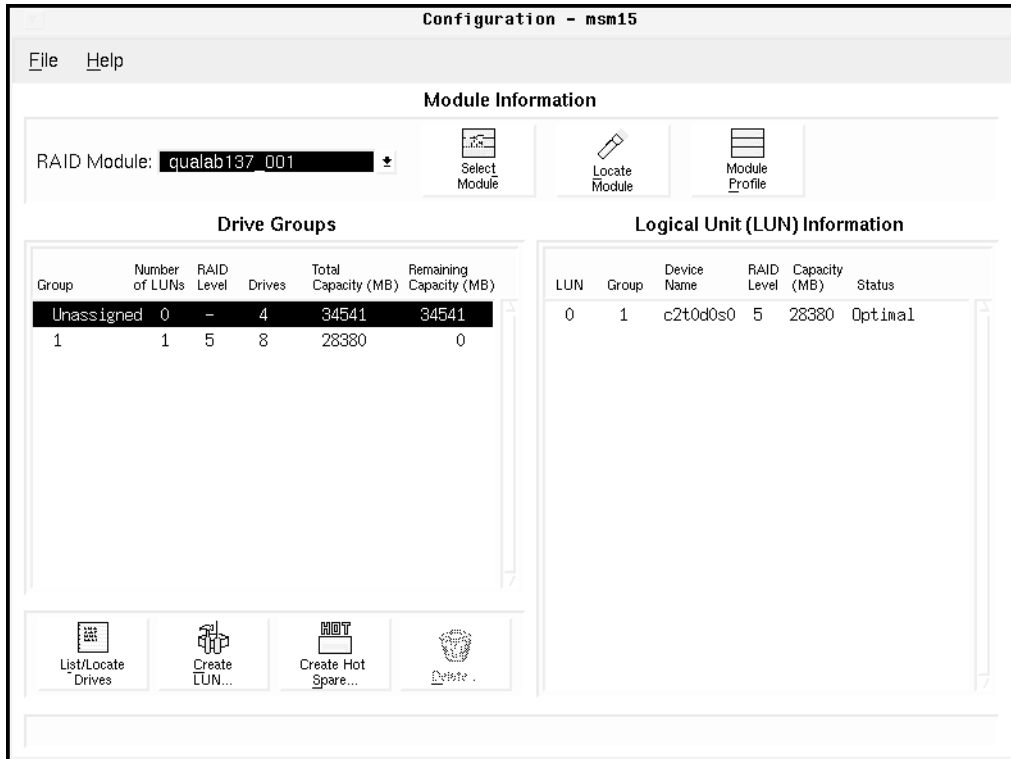 Configuration - msm15
File Help
Module Information
RAID Module: qualab137_001
Select Module
Locate Module
Module Profile
Drive Groups
Group Number of LUNs RAID Level Drives Total Capacity (MB) Remaining Capacity (MB)
Unassigned 0 - 4 34541 34541
1 1 5 8 28380 0
List/Locate Drives
Create LUN...
HOT
Create Hot Spare...
Delete .
Logical Unit (LUN) Information
LUN Group Device Name RAID Level Capacity (MB) Status
0 1 c2t0d0s0 5 28380 Optimal